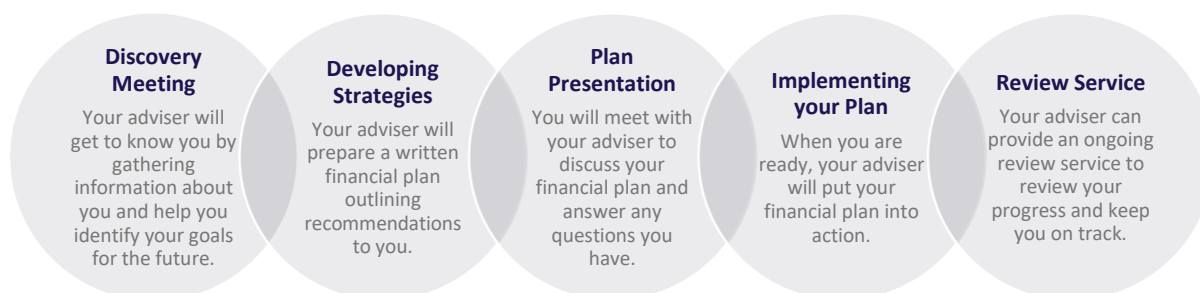 Discovery
Meeting
Your adviser will
get to know you by
gathering
information about
you and help you
identify your goals
for the future.
Developing
Strategies
Your adviser will
prepare a written
financial plan
outlining
recommendations
to you.
Plan
Presentation
You will meet with
your adviser to
discuss your
financial plan and
answer any
questions you
have.
Implementing
your Plan
When you are
ready, your adviser
will put your
financial plan into
action.
Review Service
Your adviser can
provide an ongoing
review service to
review your
progress and keep
you on track.